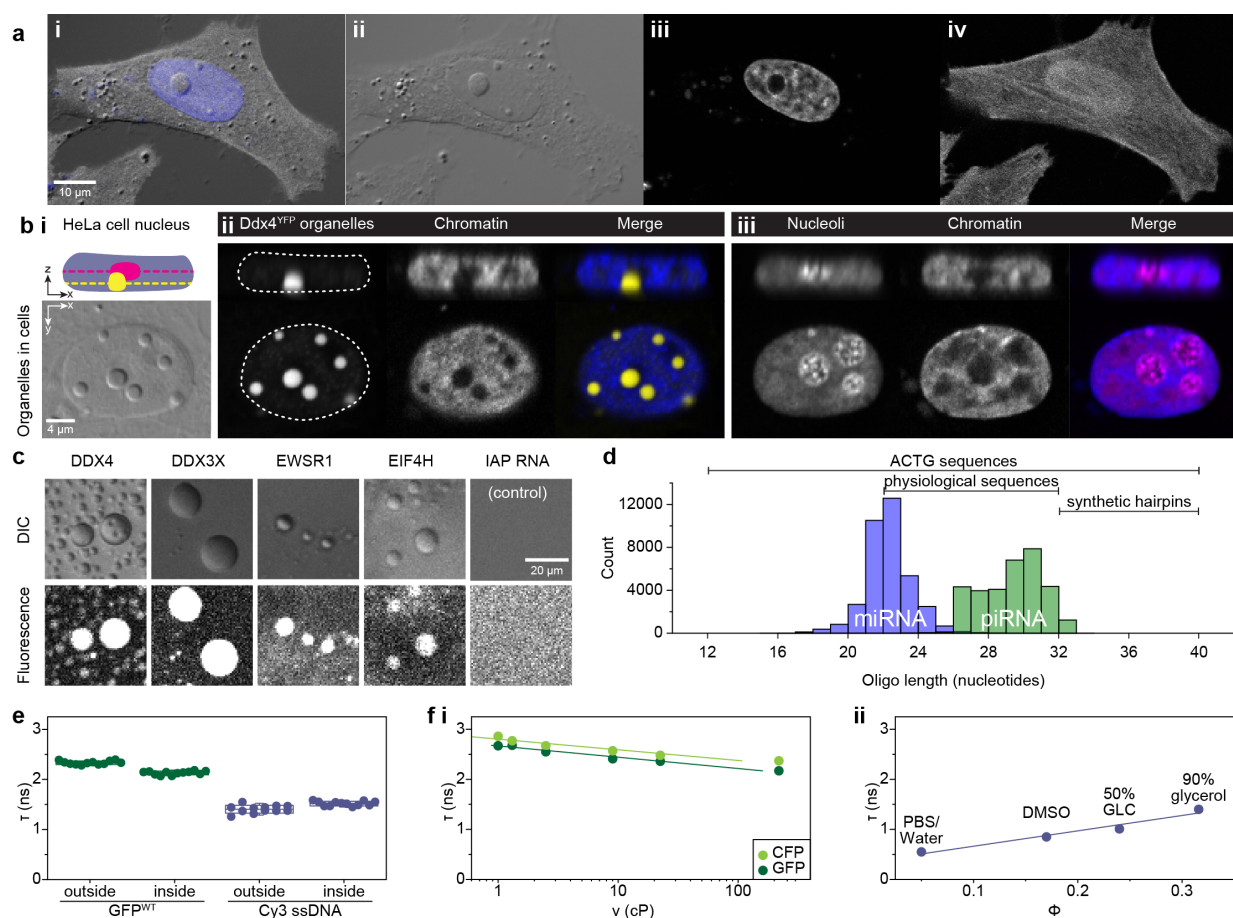 a
i
ii
iii
iv
10 µm
b i
HeLa cell nucleus
ii
Ddx4YFP organelles
Chromatin
Merge
iii
Nucleoli
Chromatin
Merge
z
x
x
y
Organelles in cells
4 µm
c
DDX4
DDX3X
EWSR1
EIF4H
IAP RNA
DIC
(control)
20 µm
Fluorescence
d
ACTG sequences
physiological sequences
synthetic hairpins
12000
8000
4000
0
Count
miRNA
piRNA
12
20
24
28
32
36
40
Oligo length (nucleotides)
e
3
2
1
0
τ (ns)
outside
inside
outside
inside
GFPWT
Cy3 ssDNA
f i
3
2
1
0
τ (ns)
CFP
GFP
1
10
100
ν (cP)
ii
3
2
1
0
τ (ns)
PBS/
Water
DMSO
50%
GLC
90%
glycerol
0.1
0.2
0.3
Φ